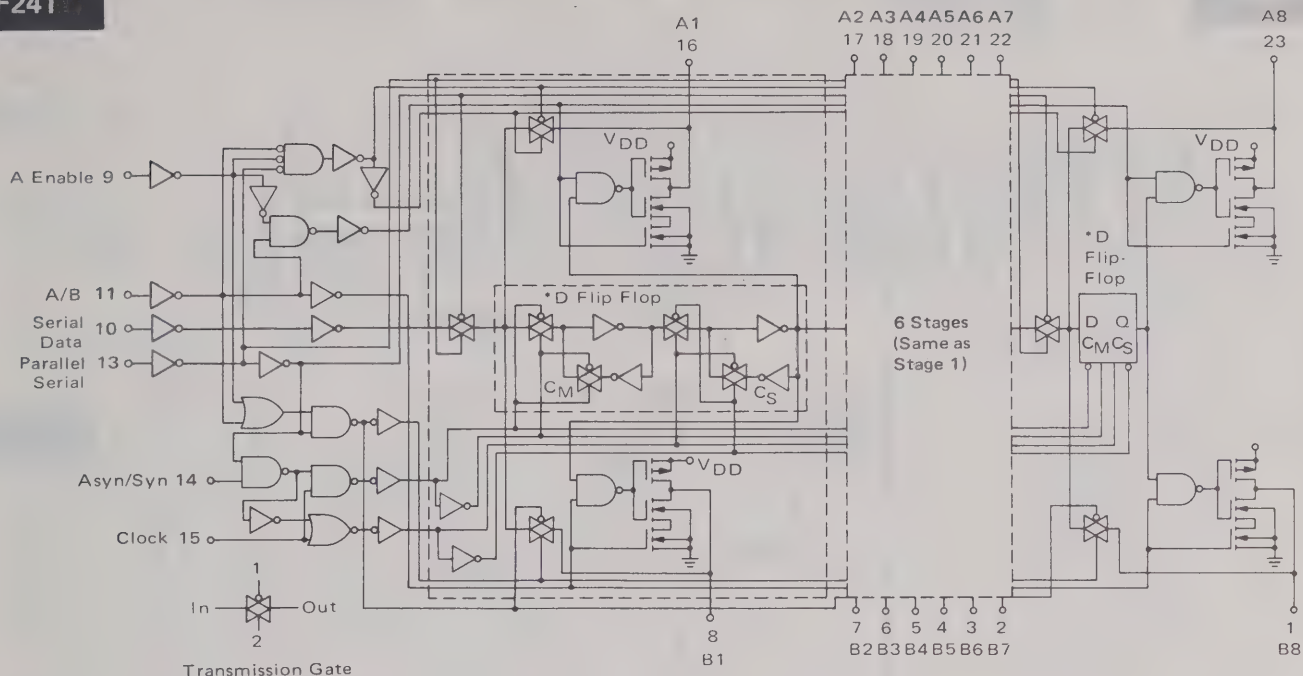 F241
A1
16
A2 A3 A4 A5 A6 A7
17 18 19 20 21 22
A8
23
VDD
VDD
A Enable 9
*D
Flip-
Flop
A/B 11
*D Flip Flop
Serial 10
Data
6 Stages
(Same as
Stage 1)
D Q
CM CS
Parallel 13
Serial
CM
CS
Asyn/Syn 14
VDD
Clock 15
1
In
Out
2
Transmission Gate
8
B1
7 6 5 4 3 2
B2 B3 B4 B5 B6 B7
1
B8